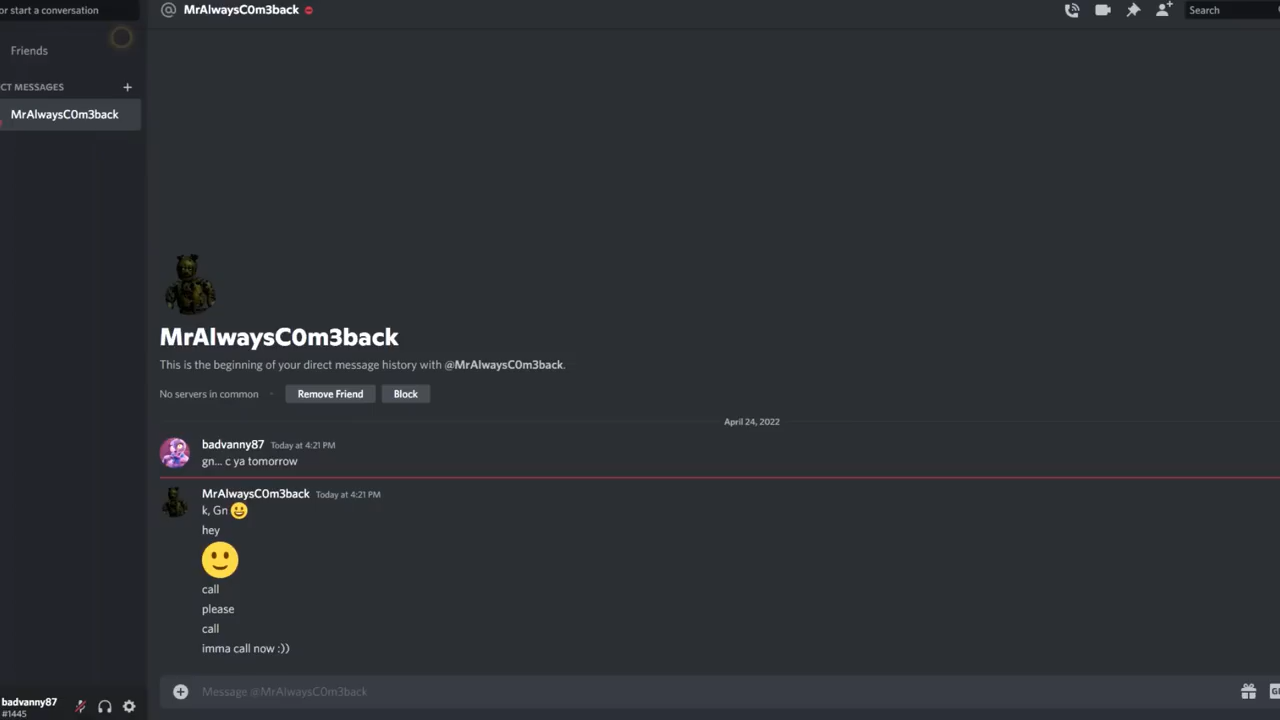 or start a conversation
MrAlwaysC0m3back
Search
Friends
CT MESSAGES
MrAlwaysC0m3back
MrAlwaysC0m3back
This is the beginning of your direct message history with @MrAlwaysC0m3back.
No servers in common
Remove Friend
Block
April 24, 2022
badvanny87 Today at 4:21 PM
gn... c ya tomorrow
MrAlwaysC0m3back Today at 4:21 PM
k, Gn 😀
hey
🙂
call
please
call
imma call now :))
Message @MrAlwaysC0m3back
badvanny87
#1445